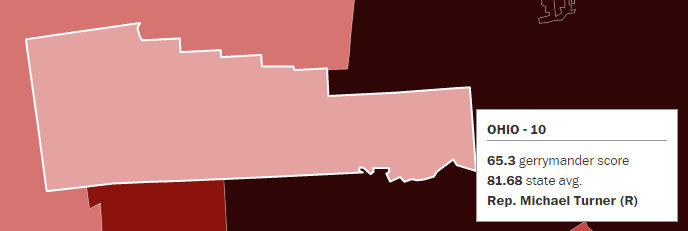 OHIO - 10
65.3 gerrymander score
81.68 state avg.
Rep. Michael Turner (R)